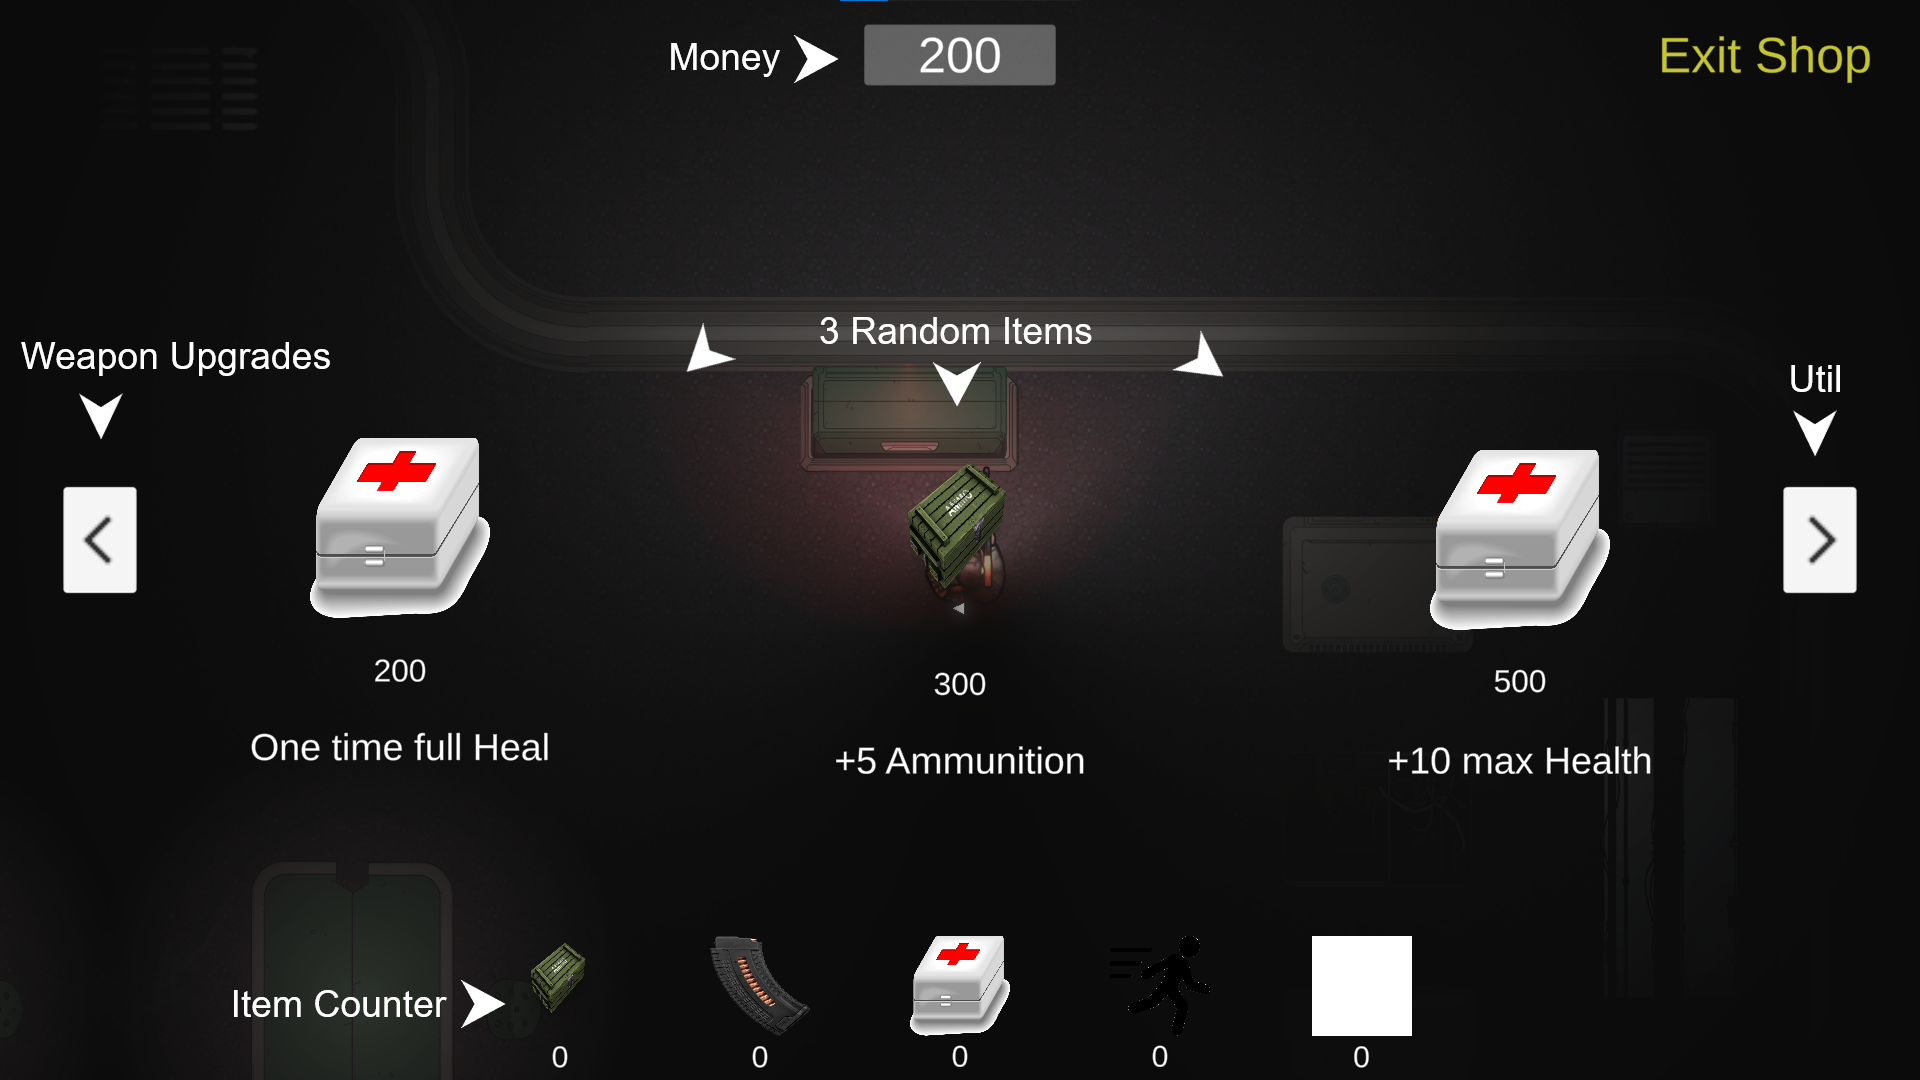 Money
200
Exit Shop
3 Random Items
Weapon Upgrades
Util
200
300
500
One time full Heal
+5 Ammunition
+10 max Health
Item Counter
0
0
0
0
0